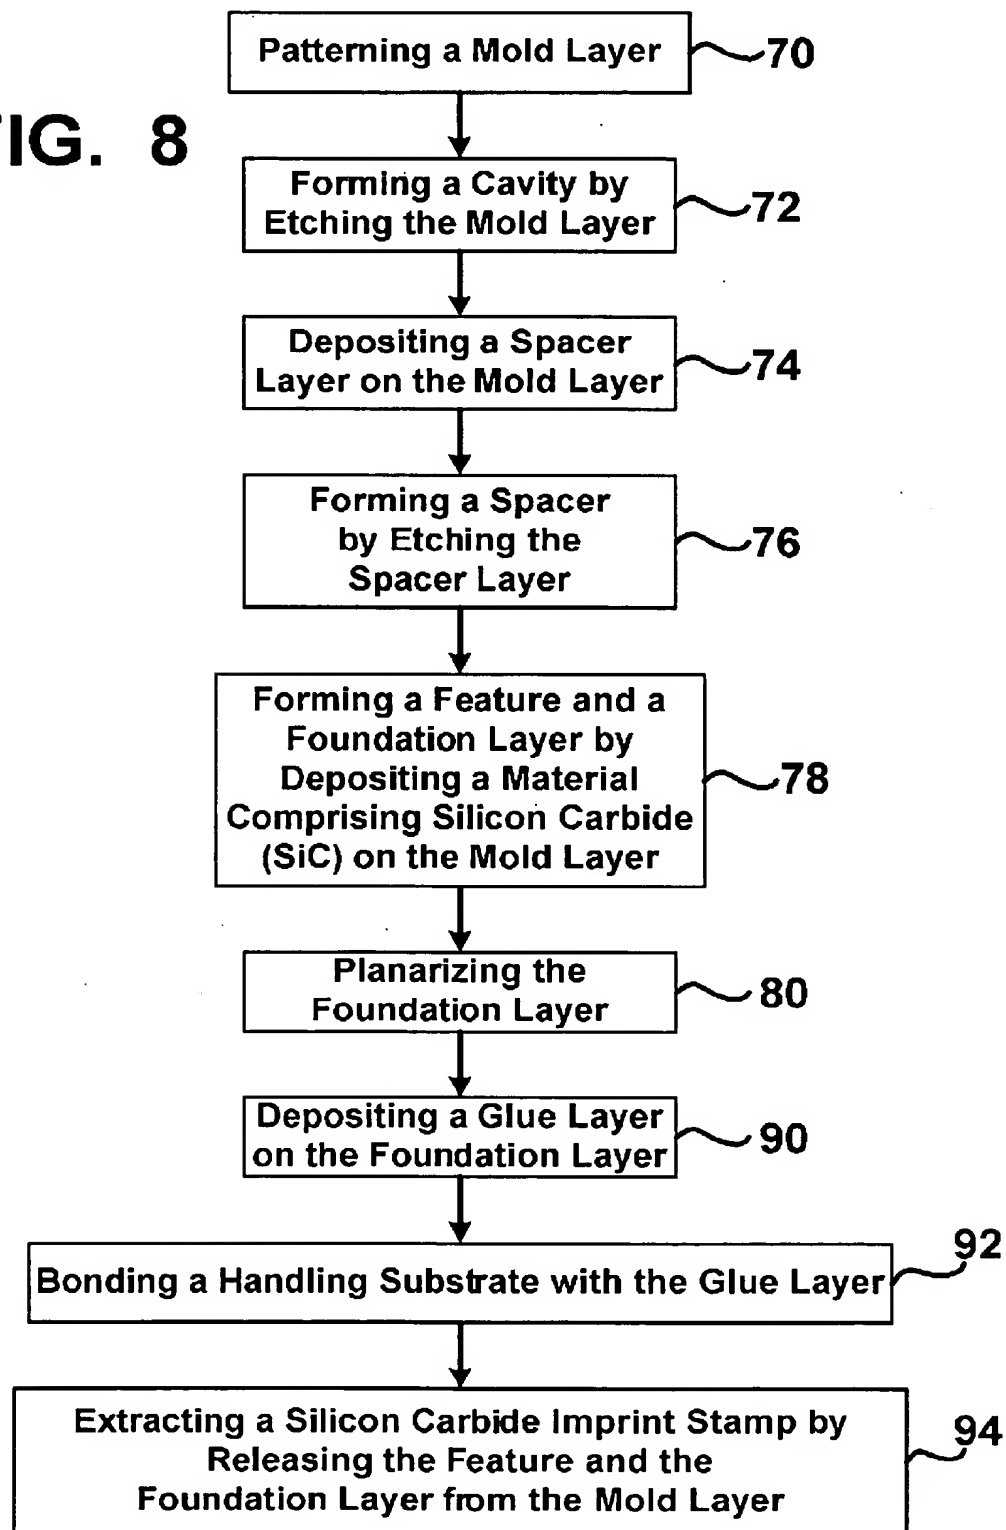 Patterning a Mold Layer
70
IG. 8
Forming a Cavity by
Etching the Mold Layer
72
Depositing a Spacer
Layer on the Mold Layer
74
Forming a Spacer
by Etching the
Spacer Layer
76
Forming a Feature and a
Foundation Layer by
Depositing a Material
Comprising Silicon Carbide
(SiC) on the Mold Layer
78
Planarizing the
Foundation Layer
80
Depositing a Glue Layer
on the Foundation Layer
90
Bonding a Handling Substrate with the Glue Layer
92
Extracting a Silicon Carbide Imprint Stamp by
Releasing the Feature and the
Foundation Layer from the Mold Layer
94